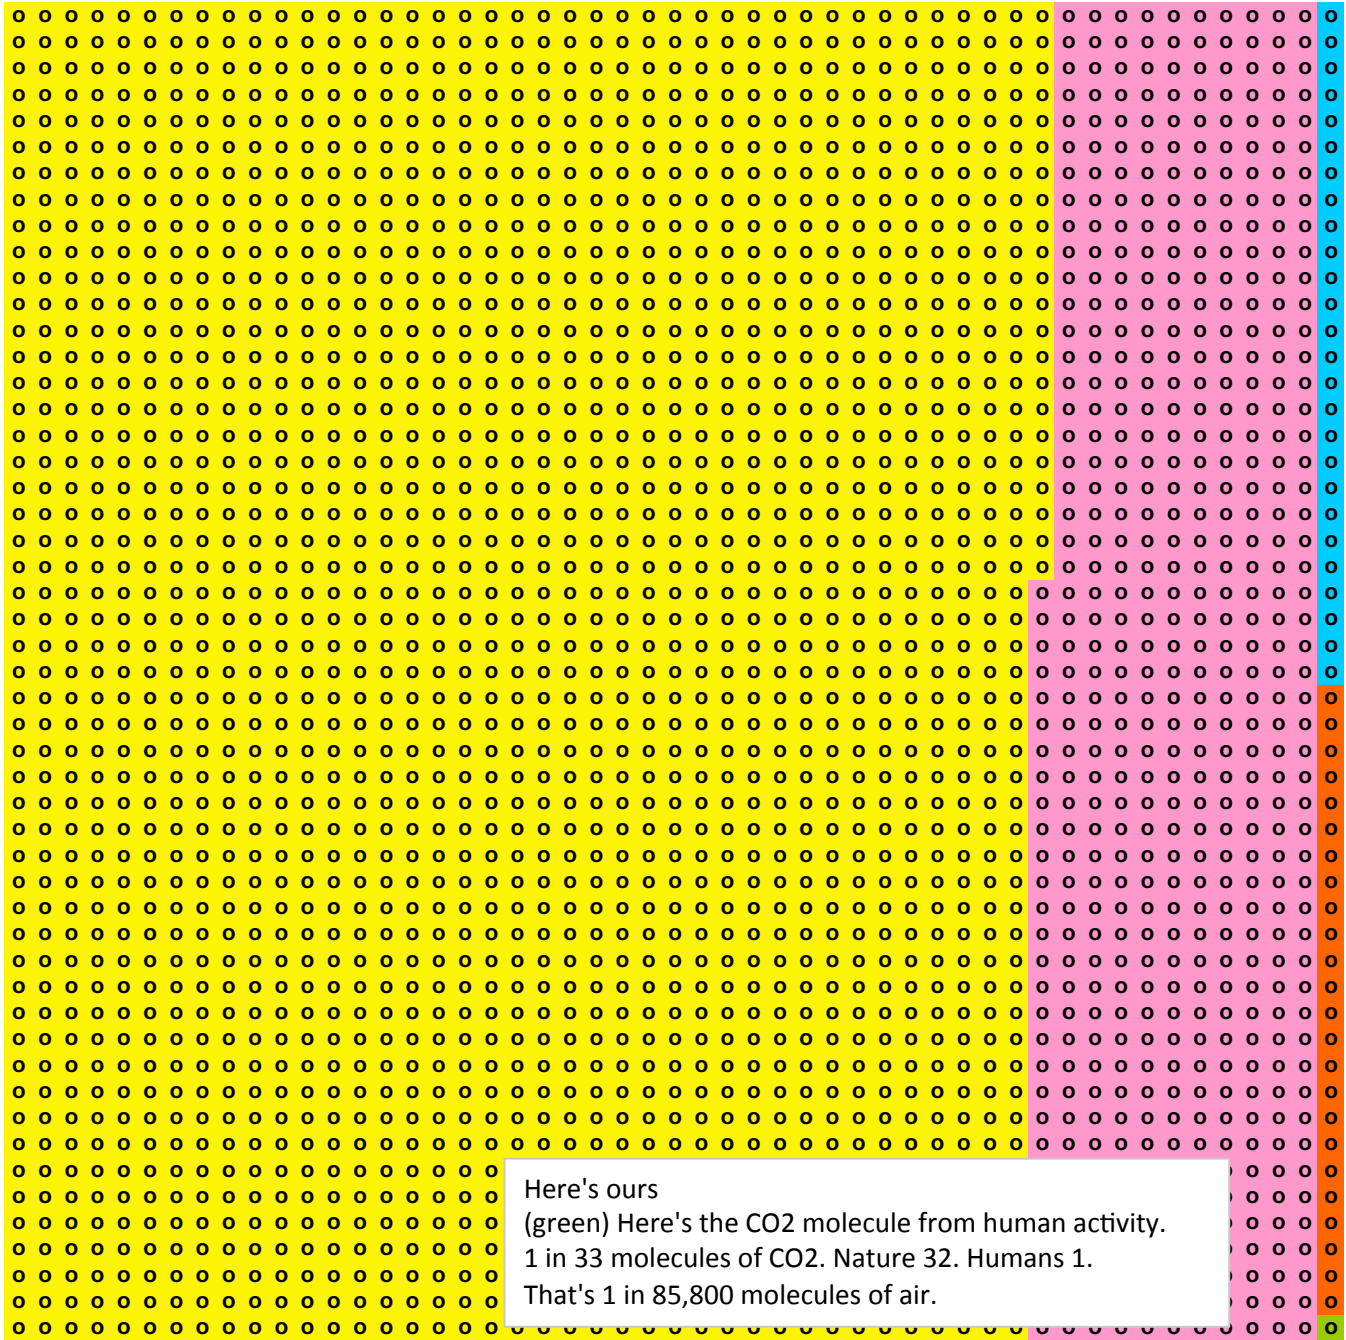 Here's ours
(green) Here's the CO2 molecule from human activity.
1 in 33 molecules of CO2. Nature 32. Humans 1.
That's 1 in 85,800 molecules of air.